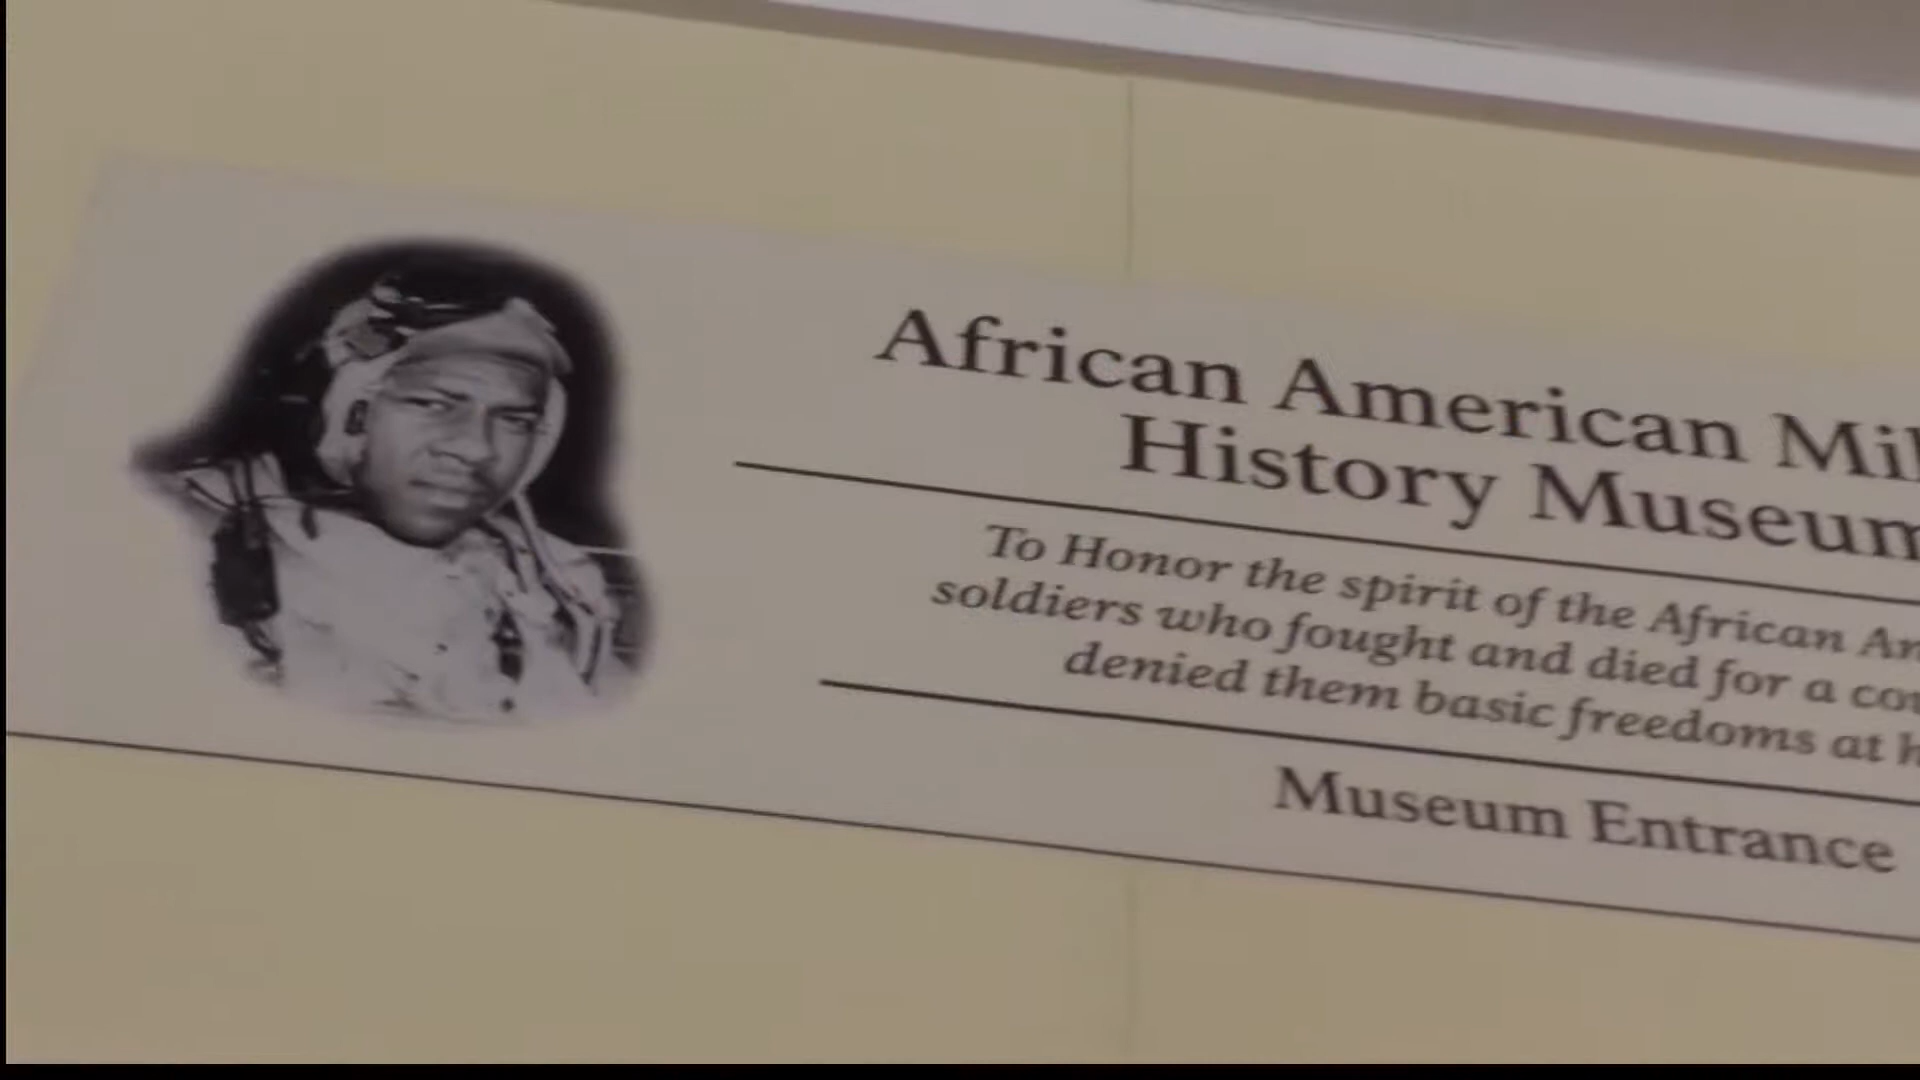 African American Mil
History Museum
To Honor the spirit of the African Am
soldiers who fought and died for a cou
denied them basic freedoms at h
Museum Entrance